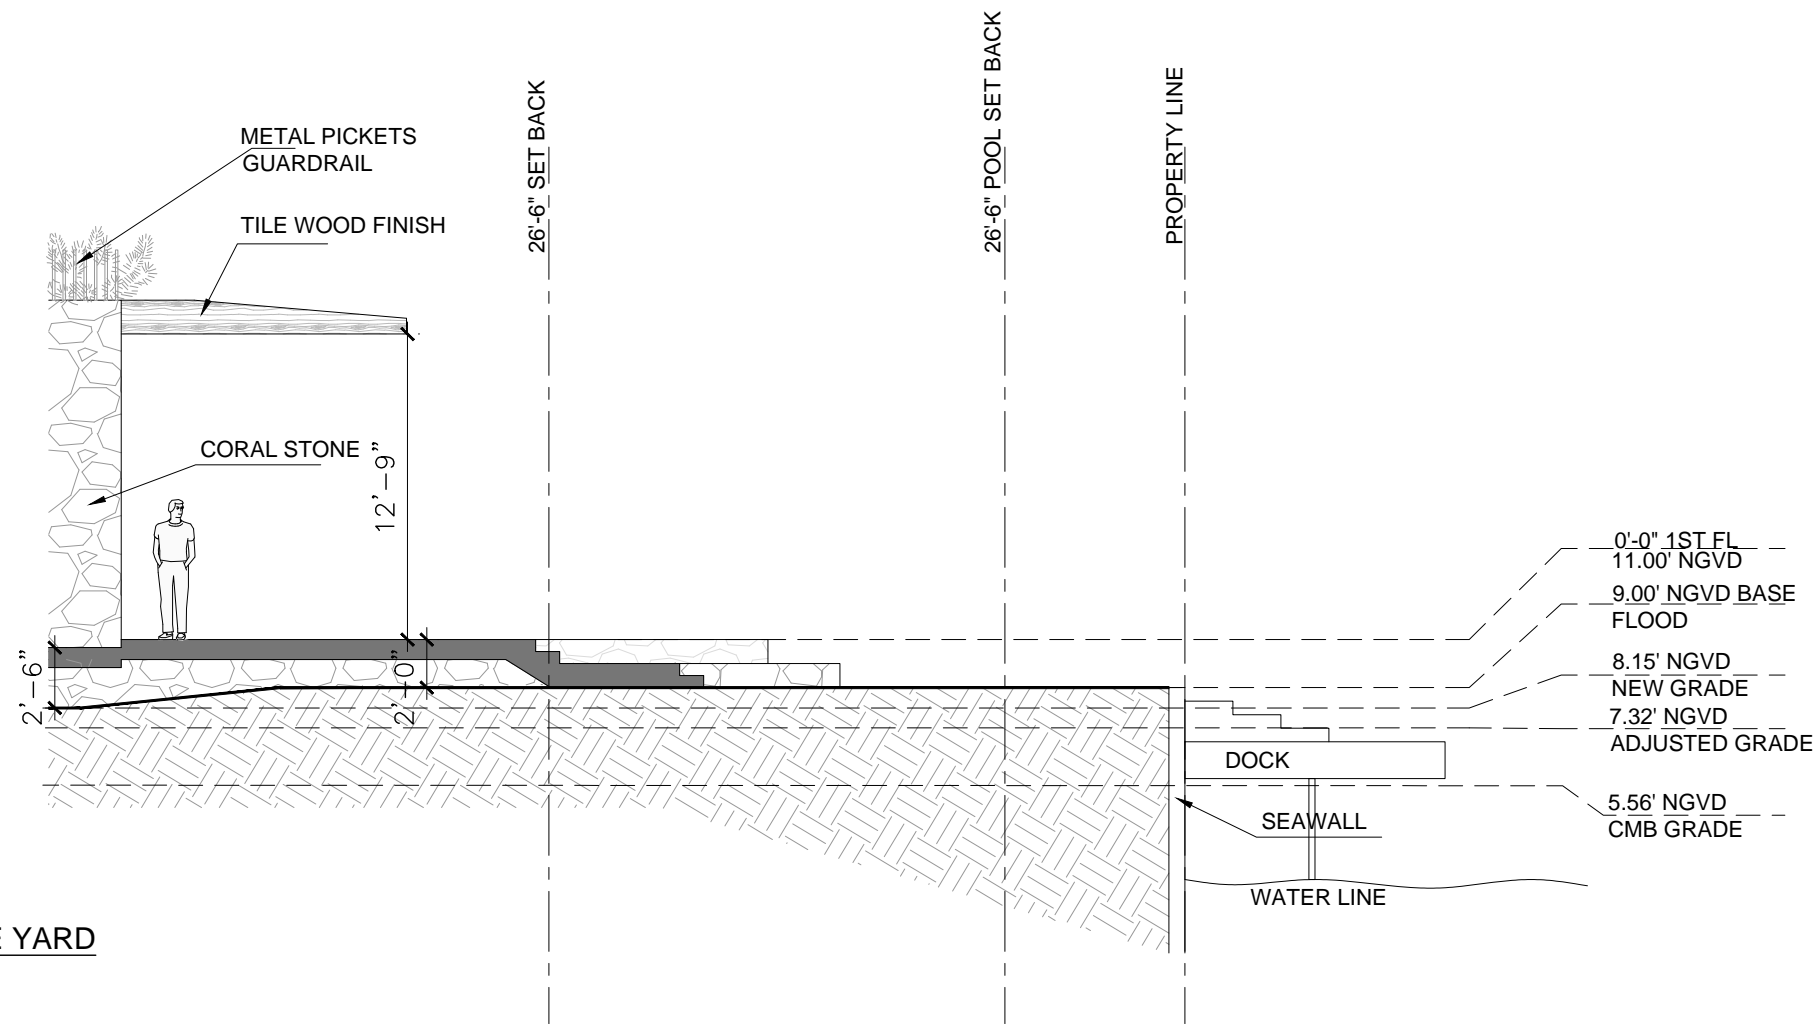 26'-6" SET BACK
26'-6" POOL SET BACK
PROPERTY LINE
METAL PICKETS
GUARDRAIL
TILE WOOD FINISH
CORAL STONE
12'-9"
2'-6"
2'-0"
0'-0" 1ST FL
11.00' NGVD
9.00' NGVD BASE
FLOOD
8.15' NGVD
NEW GRADE
7.32' NGVD
ADJUSTED GRADE
DOCK
5.56' NGVD
CMB GRADE
SEAWALL
WATER LINE
YARD